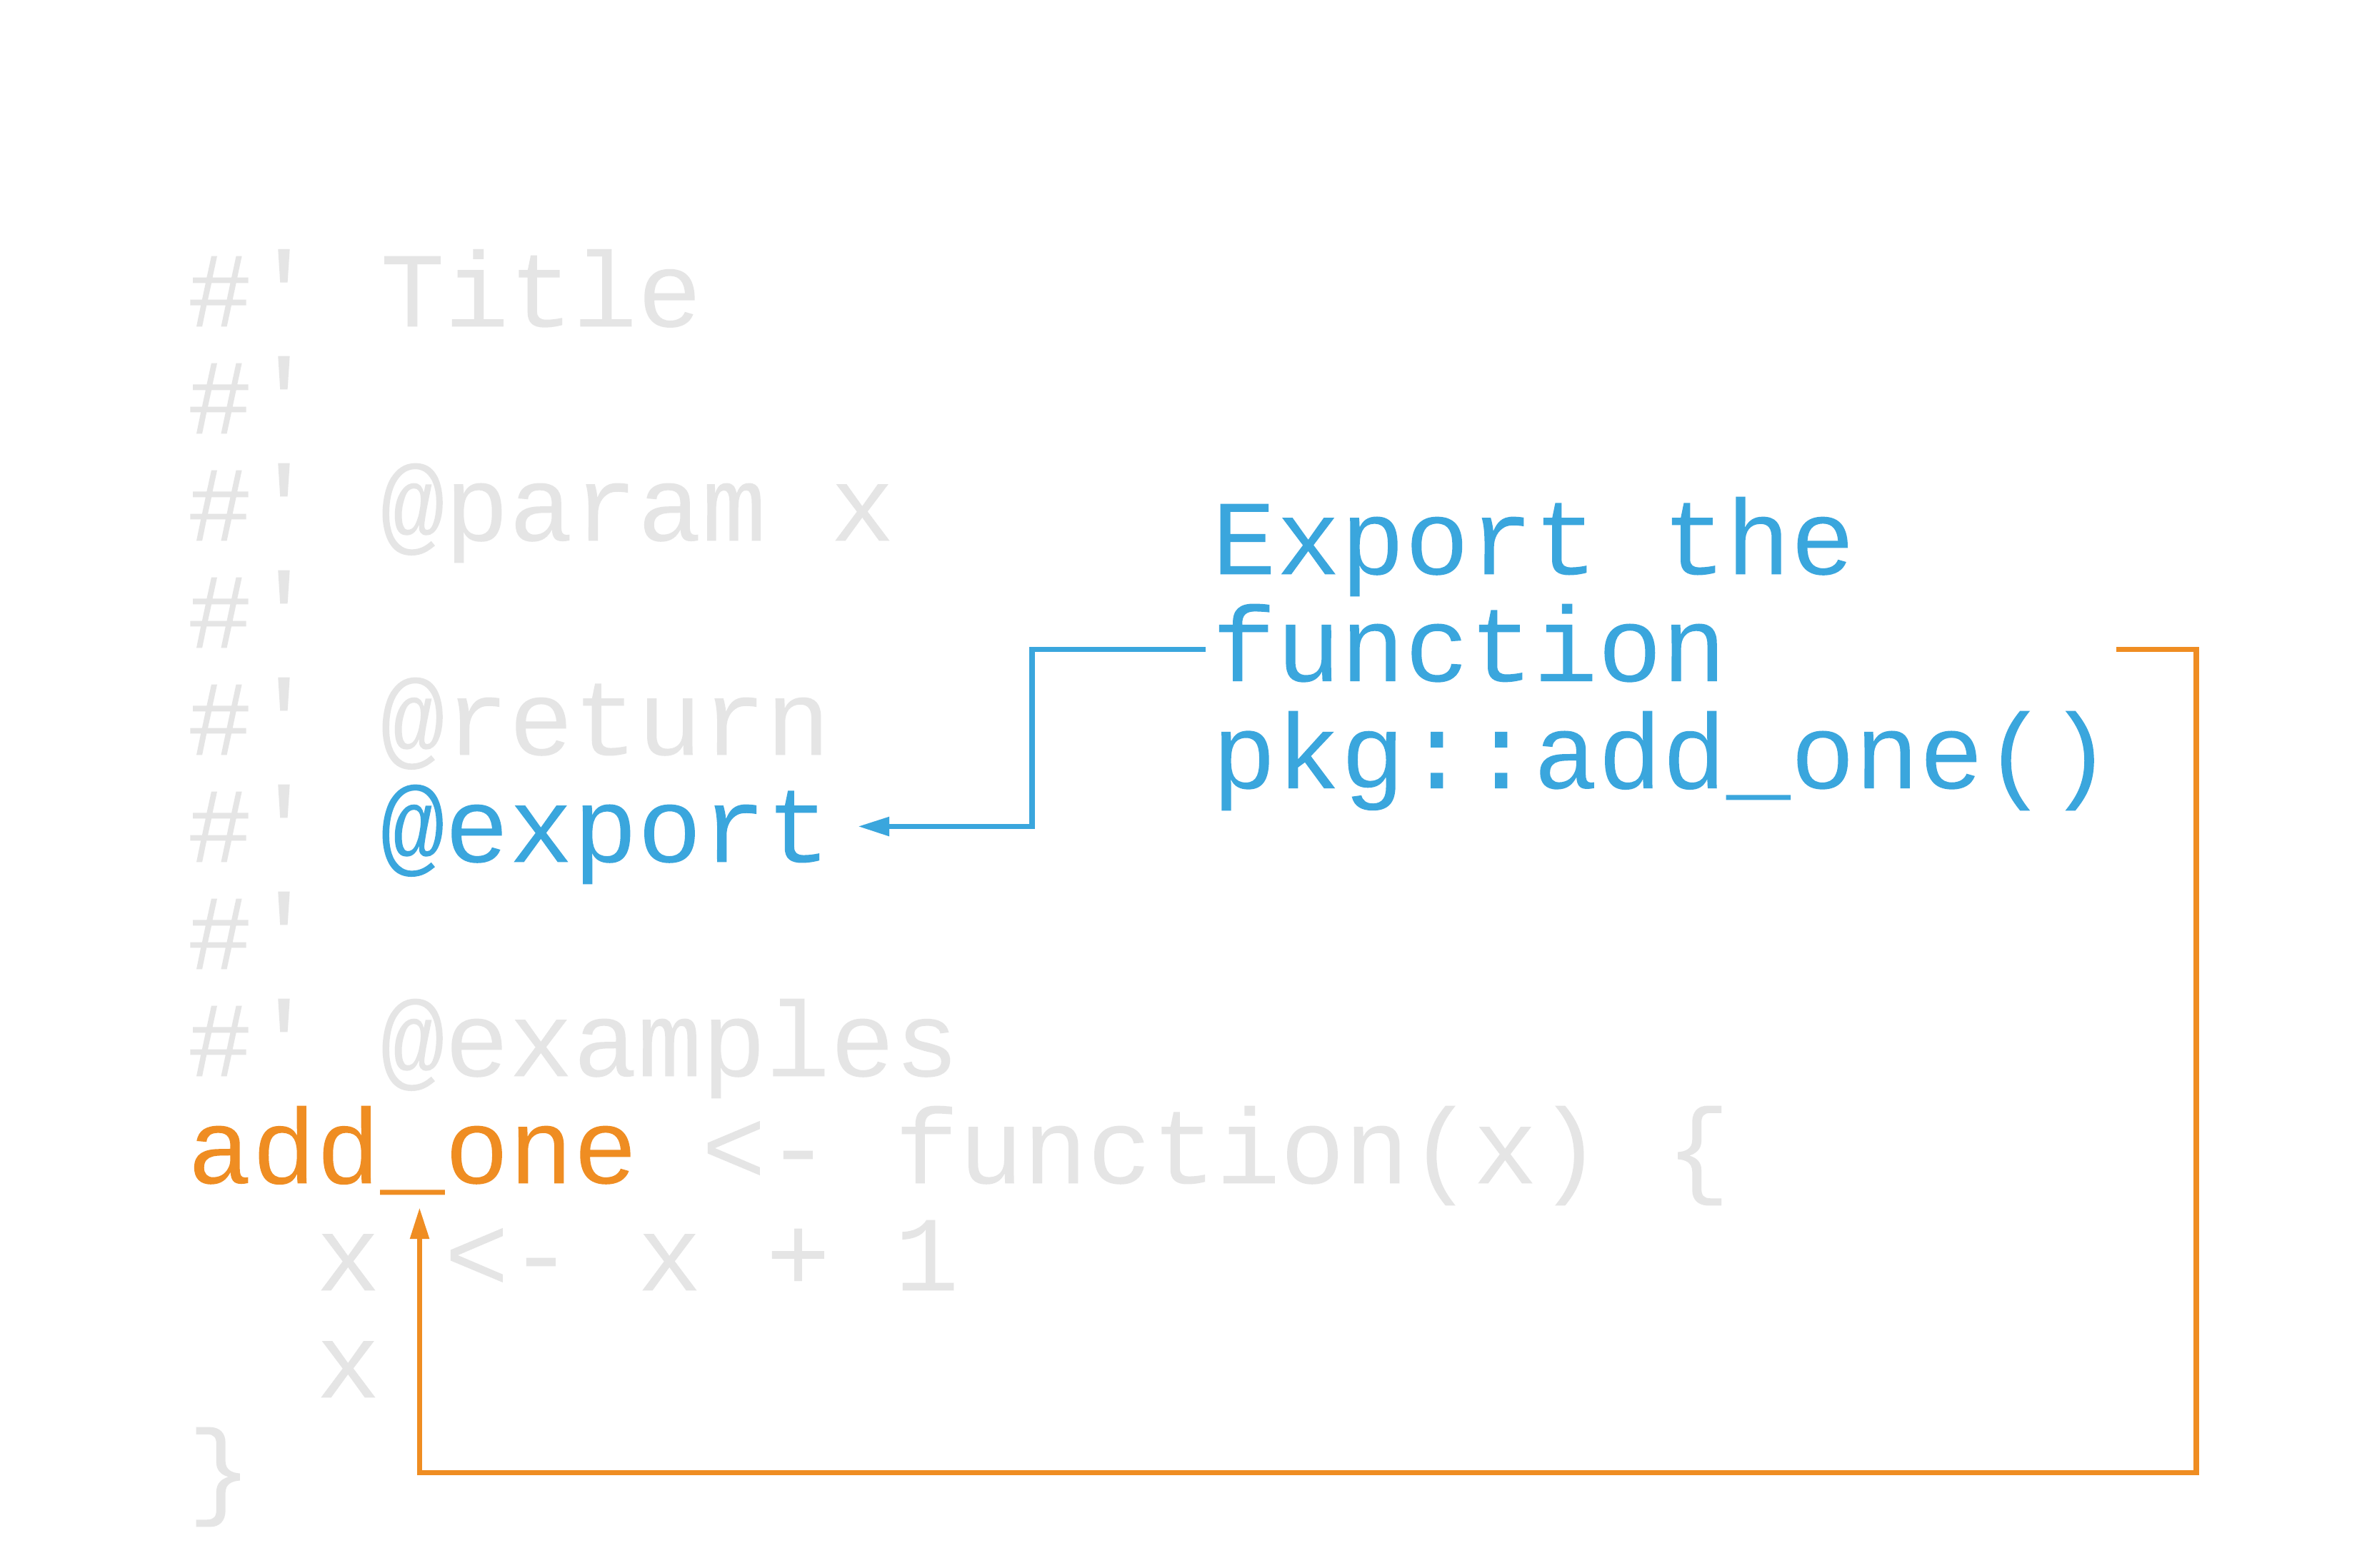 #' Title
#'
#' @param x
#'
#' @return
#' @export
#'
#' @examples
add_one <- function(x) {
  x <- x + 1
  x
}
Export the
function
pkg::add_one()